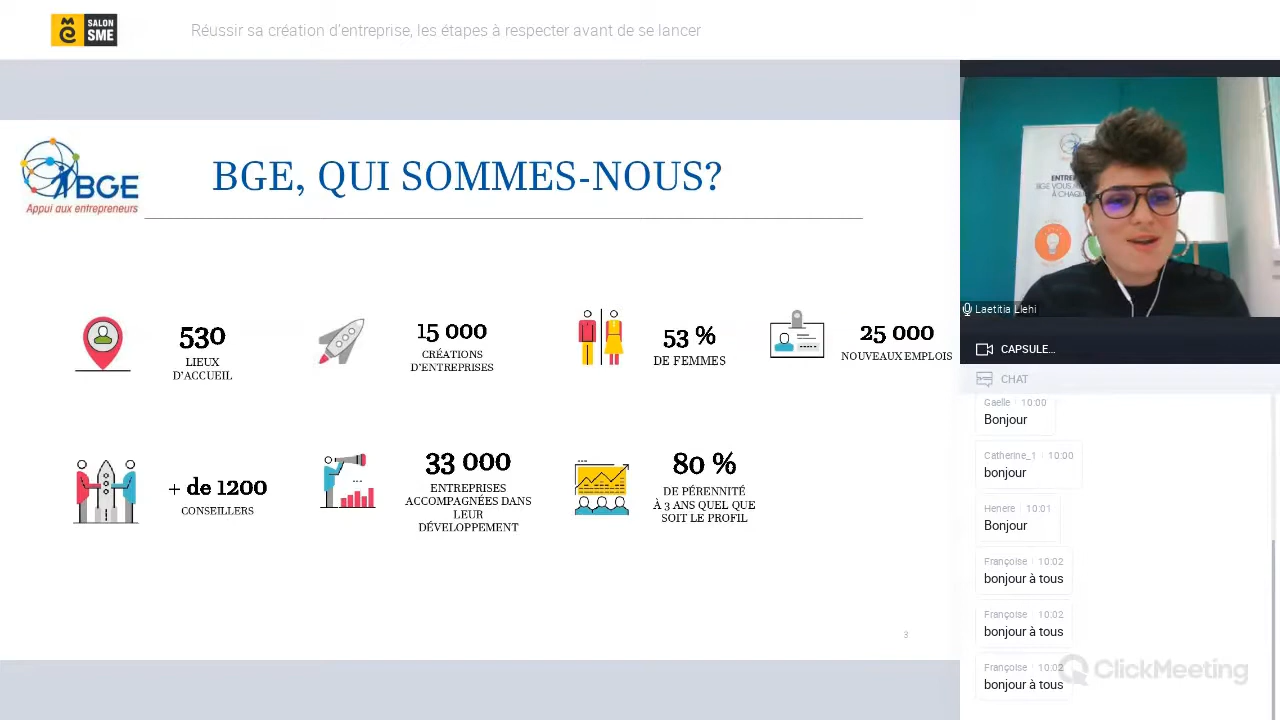 SALON
SME
Réussir sa création d'entreprise, les étapes à respecter avant de se lancer
BGE
Appui aux entrepreneurs
BGE, QUI SOMMES-NOUS?
530
LIEUX
D'ACCUEIL
15 000
CRÉATIONS
D'ENTREPRISES
53 %
DE FEMMES
25 000
NOUVEAUX EMPLOIS
+ de 1200
CONSEILLERS
33 000
ENTREPRISES
ACCOMPAGNÉES DANS
LEUR
DÉVELOPPEMENT
80 %
DE PÉRENNITÉ
À 3 ANS QUEL QUE
SOIT LE PROFIL
3
Laetitia Llehi
CAPSULE...
CHAT
Gaelle 10:00
Bonjour
Catherine_1 10:00
bonjour
Henere 10:01
Bonjour
Françoise 10:02
bonjour à tous
Françoise 10:02
bonjour à tous
Françoise 10:02
bonjour à tous
ClickMeeting